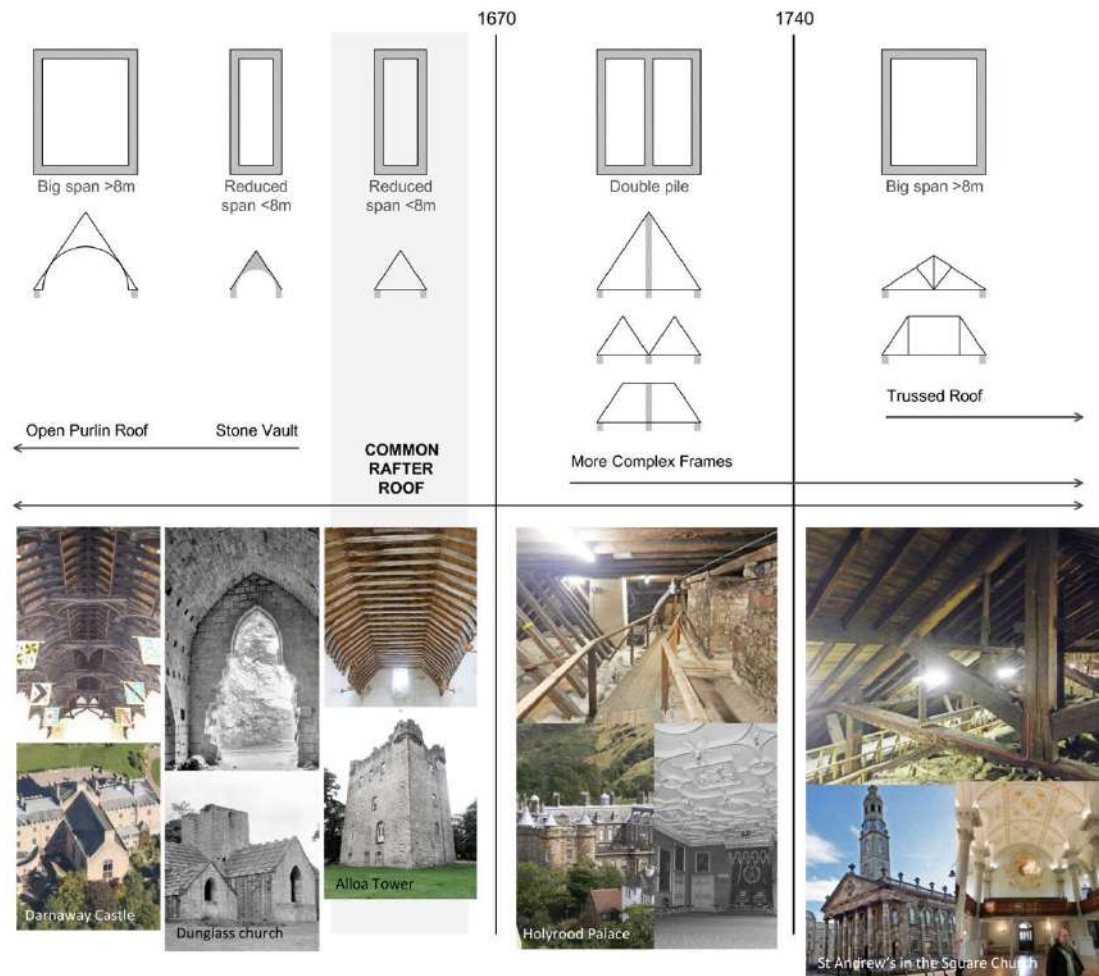 1670
1740
Big span >8m
Reduced
span <8m
Reduced
span <8m
Double pile
Big span >8m
Trussed Roof
Open Purlin Roof
Stone Vault
COMMON
RAFTER
ROOF
More Complex Frames
Alloa Tower
Darnaway Castle
Dunglass church
Holyrood Palace
St Andrew's in the Square Church